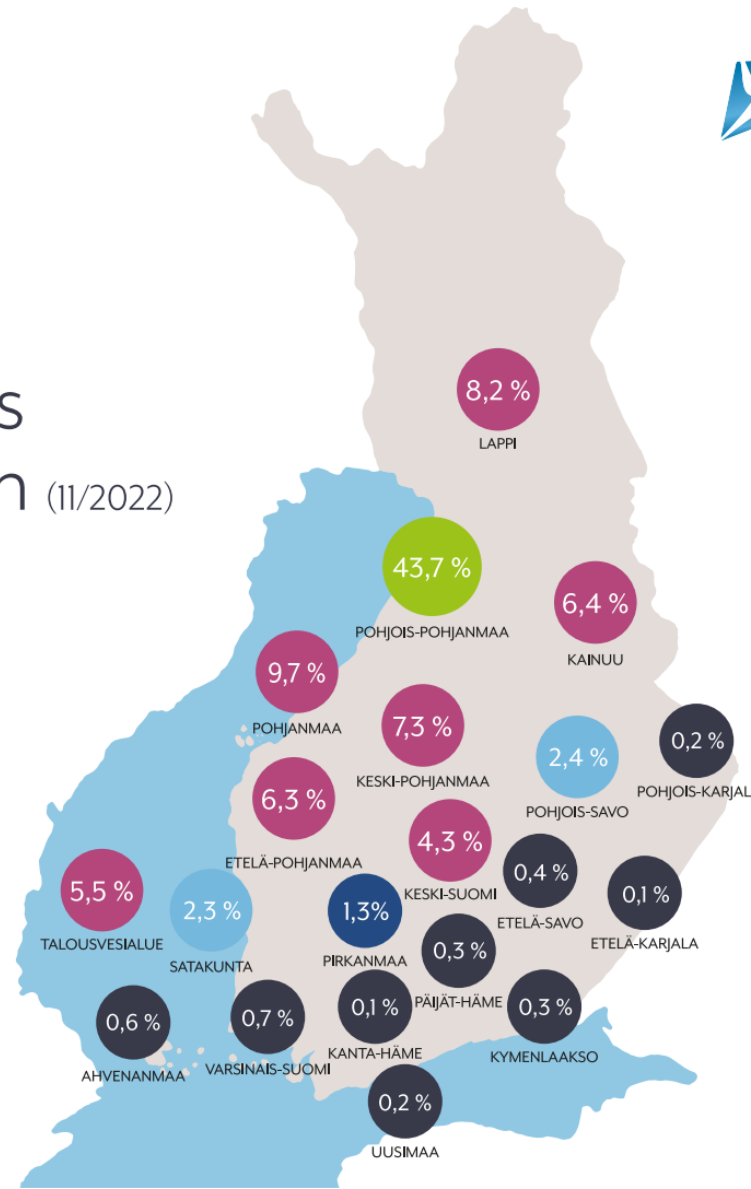 s
n (11/2022)
8,2 %
LAPPI
43,7 %
POHJOIS-POHJANMAA
6,4 %
KAINUU
9,7 %
POHJANMAA
7,3 %
KESKI-POHJANMAA
2,4 %
POHJOIS-SAVO
0,2 %
POHJOIS-KARJAL
6,3 %
ETELÄ-POHJANMAA
4,3 %
KESKI-SUOMI
0,4 %
ETELÄ-SAVO
0,1 %
ETELÄ-KARJALA
5,5 %
TALOUSVESIALUE
2,3 %
SATAKUNTA
1,3%
PIRKANMAA
0,3 %
PÄIJÄT-HÄME
0,6 %
AHVENANMAA
0,7 %
VARSINAIS-SUOMI
0,1 %
KANTA-HÄME
0,3 %
KYMENLAAKSO
0,2 %
UUSIMAA